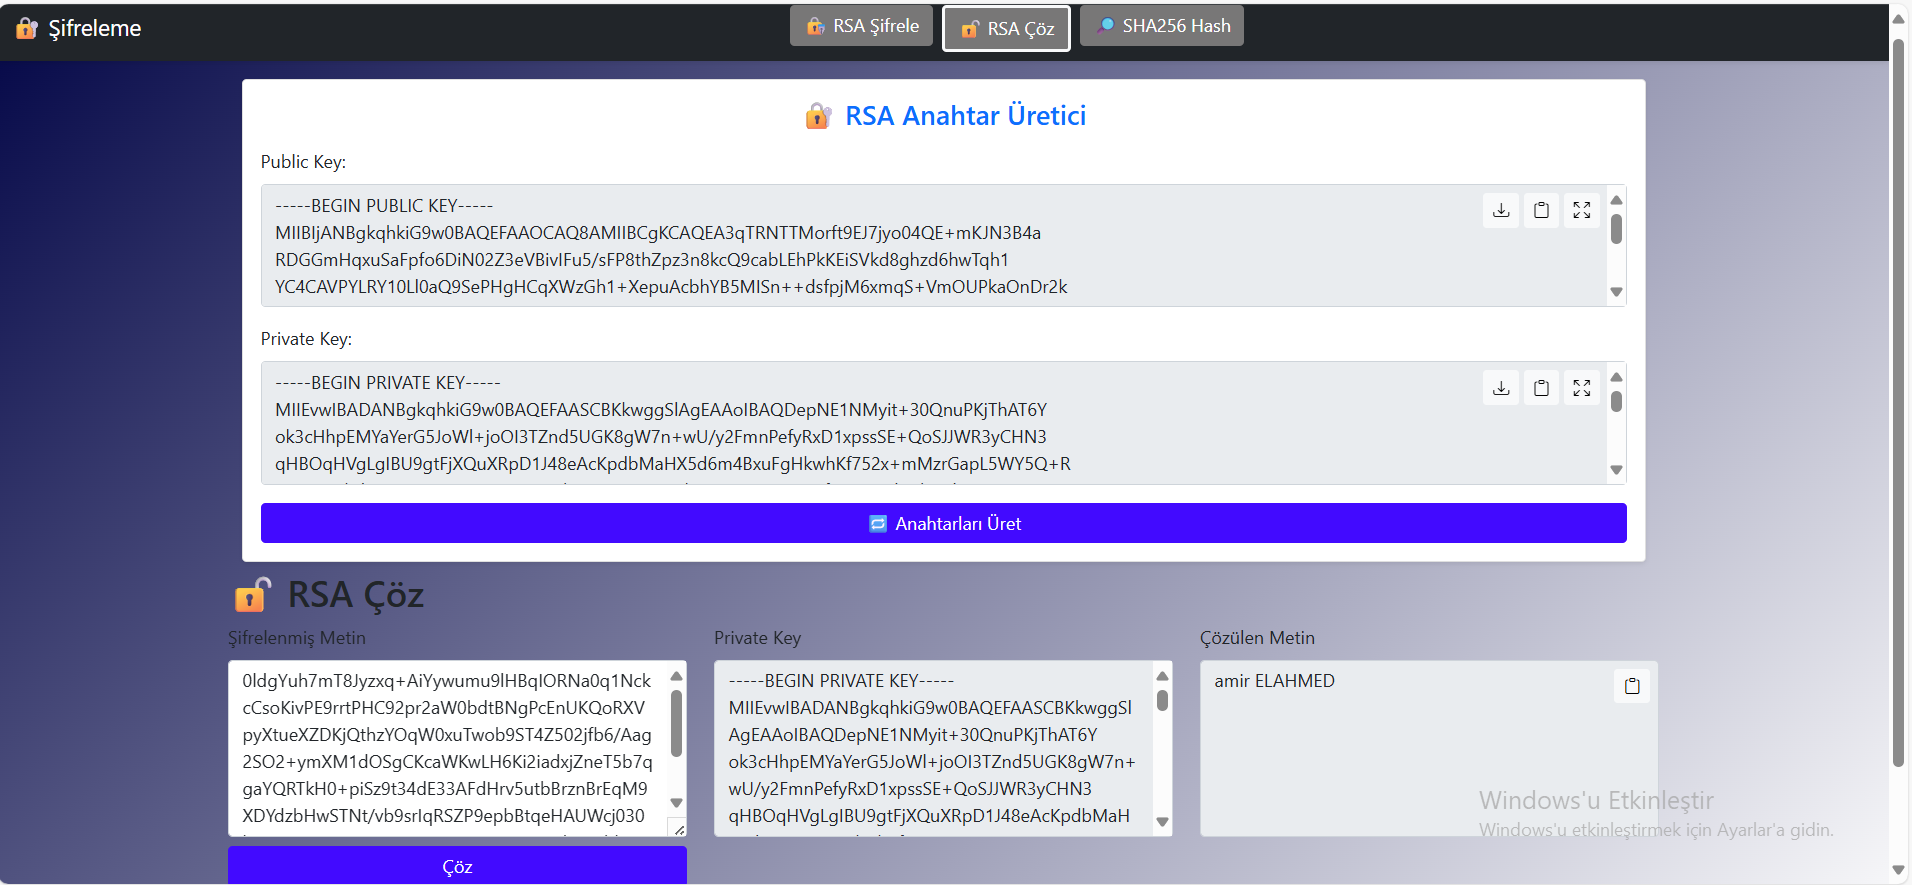 Şifreleme
RSA Şifrele
RSA Çöz
SHA256 Hash
RSA Anahtar Üretici
Public Key:
-----BEGIN PUBLIC KEY-----
MIIBIjANBgkqhkiG9w0BAQEFAAOCAQ8AMIIBCgKCAQEA3qTRNTTMorft9EJ7jyo04QE+mKJN3B4a
RDGGmHqxuSaFpfo6DiN02Z3eVBivIFu5/sFP8thZpz3n8kcQ9cabLEhPkKEiSVkd8ghzd6hwTqh1
YC4CAVPYLRY10Ll0aQ9SePHgHCqXWzGh1+XepuAcbhYB5MISn++dsfpjM6xmqS+VmOUPkaOnDr2k
Private Key:
-----BEGIN PRIVATE KEY-----
MIIEvwIBADANBgkqhkiG9w0BAQEFAASCBKkwggSlAgEAAoIBAQDepNE1NMyit+30QnuPKjThAT6Y
ok3cHhpEMYaYerG5JoWl+joOI3TZnd5UGK8gW7n+wU/y2FmnPefyRxD1xpssSE+QoSJJWR3yCHN3
qHBOqHVgLgIBU9gtFjXQuXRpD1J48eAcKpdbMaHX5d6m4BxuFgHkwhKf752x+mMzrGapL5WY5Q+R
Anahtarları Üret
RSA Çöz
Şifrelenmiş Metin
0ldgYuh7mT8Jyzxq+AiYywumu9lHBqIORNa0q1Nck
cCsoKivPE9rrtPHC92pr2aW0bdtBNgPcEnUKQoRXV
pyXtueXZDKjQthzYOqW0xuTwob9ST4Z502jfb6/Aag
2SO2+ymXM1dOSgCKcaWKwLH6Ki2iadxjZneT5b7q
gaYQRTkH0+piSz9t34dE33AFdHrv5utbBrznBrEqM9
XDYdzbHwSTNt/vb9srIqRSZP9epbBtqeHAUWcj030
Private Key
-----BEGIN PRIVATE KEY-----
MIIEvwIBADANBgkqhkiG9w0BAQEFAASCBKkwggSl
AgEAAoIBAQDepNE1NMyit+30QnuPKjThAT6Y
ok3cHhpEMYaYerG5JoWl+joOI3TZnd5UGK8gW7n+
wU/y2FmnPefyRxD1xpssSE+QoSJJWR3yCHN3
qHBOqHVgLgIBU9gtFjXQuXRpD1J48eAcKpdbMaH
Çözülen Metin
amir ELAHMED
Çöz
Windows'u Etkinleştir
Windows'u etkinleştirmek için Ayarlar'a gidin.